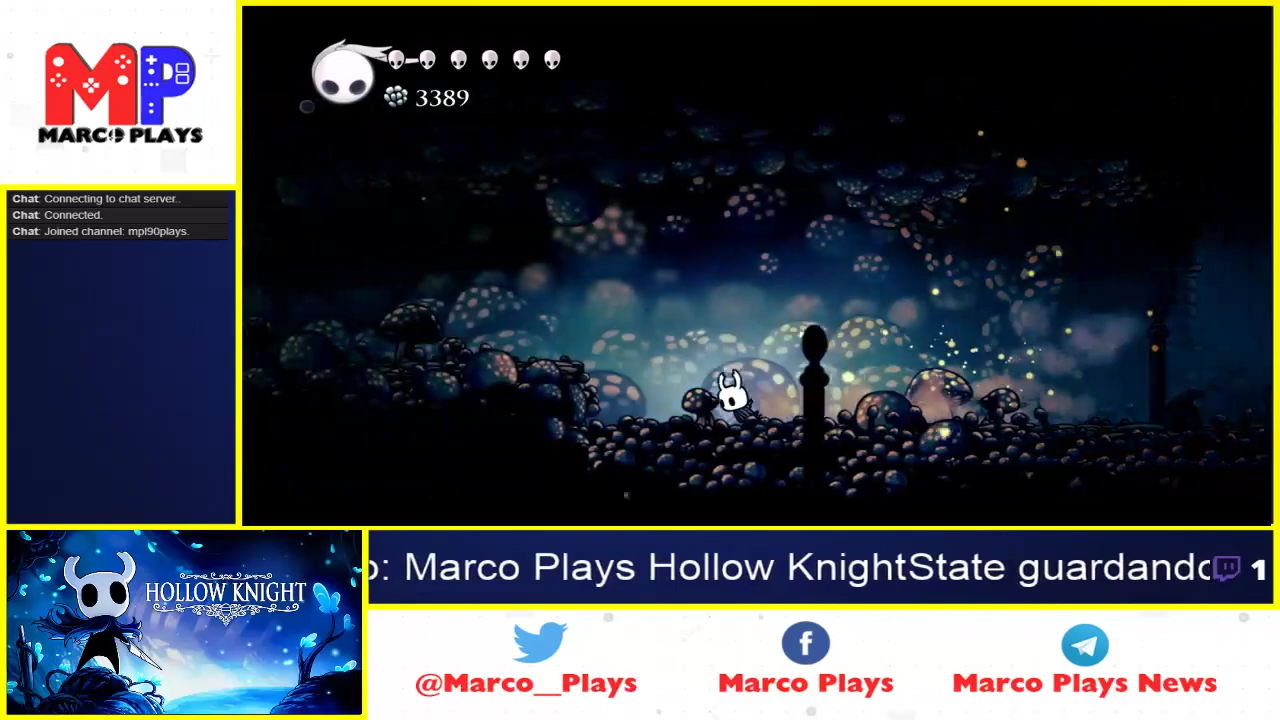 MP
MARCO PLAYS
3389
Chat: Connecting to chat server..
Chat: Connected.
Chat: Joined channel: mpl90plays.
HOLLOW KNIGHT
o: Marco Plays Hollow KnightState guardando
1
@Marco__Plays
Marco Plays
Marco Plays News